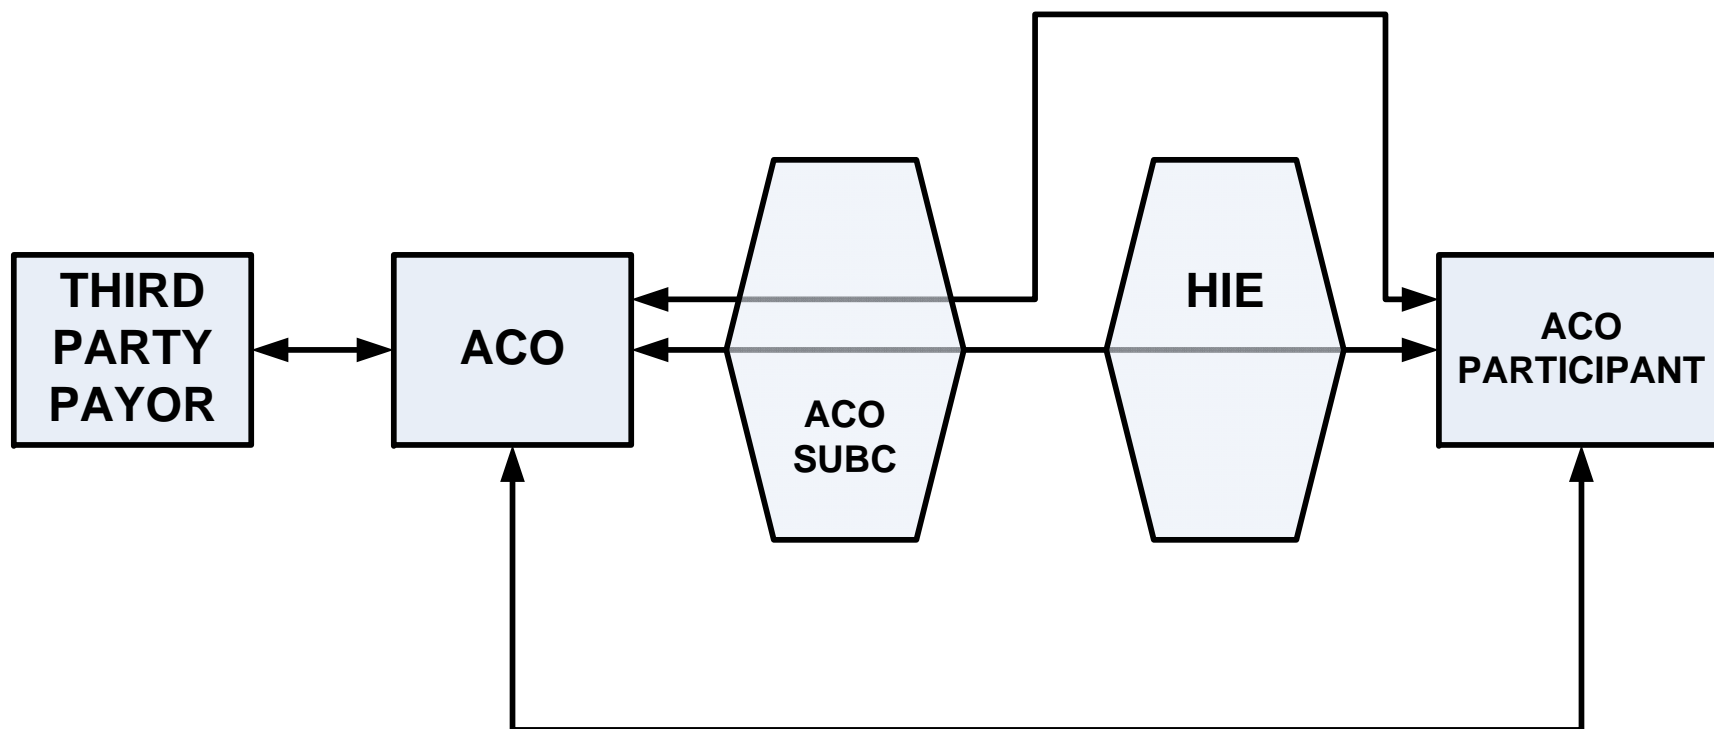 THIRD
PARTY
PAYOR
ACO
ACO
SUBC
HIE
ACO
PARTICIPANT